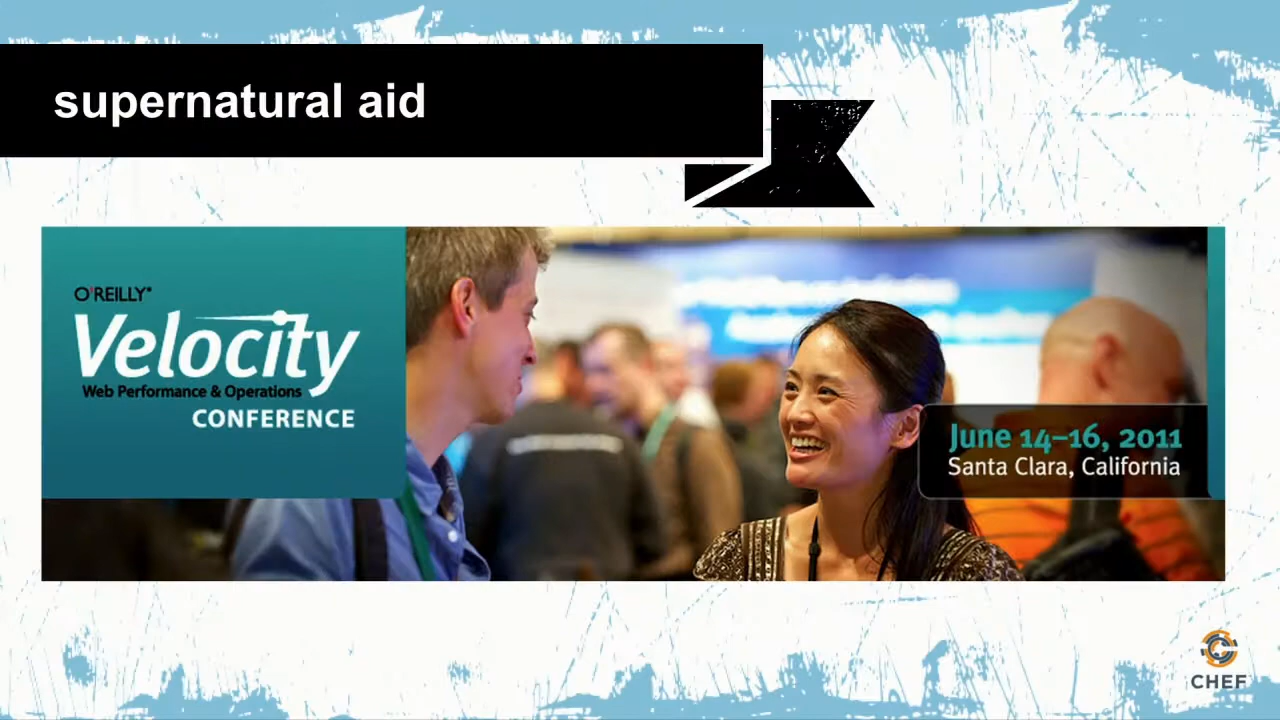 supernatural aid
O'REILLY®
Velocity
Web Performance & Operations
CONFERENCE
June 14–16, 2011
Santa Clara, California
CHEF